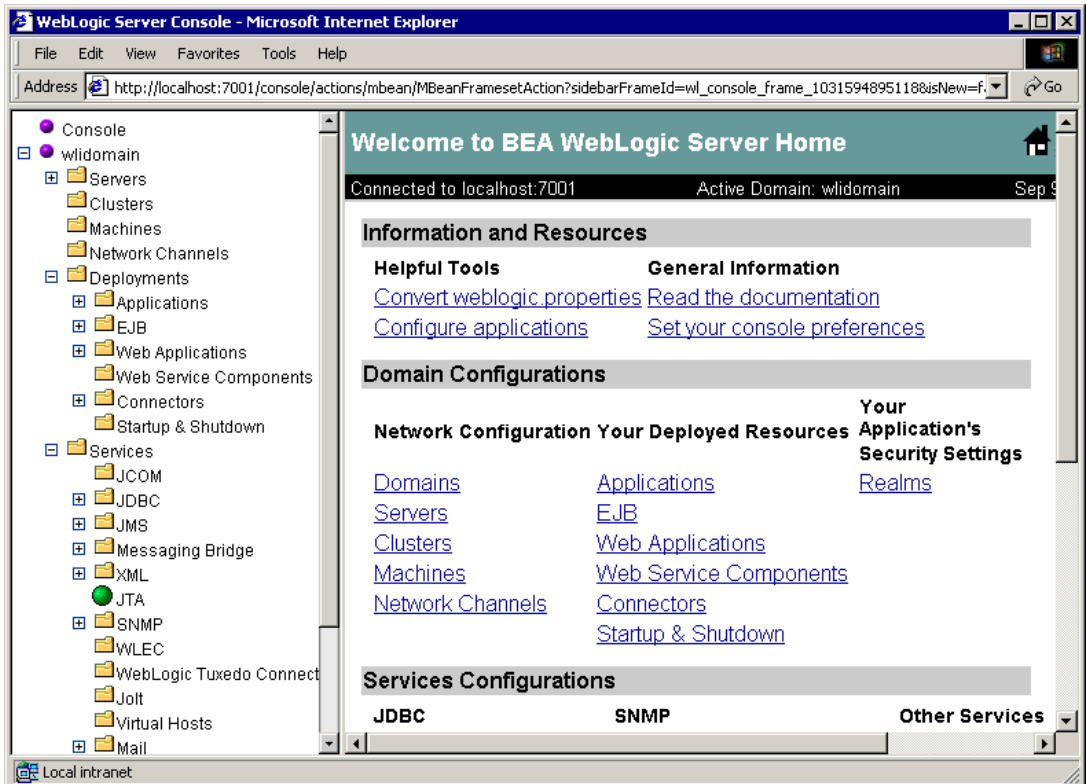 WebLogic Server Console - Microsoft Internet Explorer
File Edit View Favorites Tools Help
Address http://localhost:7001/console/actions/mbean/MBeanFramesetAction?sidebarFrameId=wl_console_frame_1031594895118&isNew=f. Go
Console
wlidomain
Servers
Clusters
Machines
Network Channels
Deployments
Applications
EJB
Web Applications
Web Service Components
Connectors
Startup & Shutdown
Services
JCOM
JDBC
JMS
Messaging Bridge
XML
JTA
SNMP
WLEC
WebLogic Tuxedo Connect
Jolt
Virtual Hosts
Mail
Welcome to BEA WebLogic Server Home
Connected to localhost:7001 Active Domain: wlidomain Sep 9
Information and Resources
Helpful Tools General Information
Convert weblogic.properties Read the documentation
Configure applications Set your console preferences
Domain Configurations
Network Configuration Your Deployed Resources Your
Application's
Security Settings
Domains Applications Realms
Servers EJB
Clusters Web Applications
Machines Web Service Components
Network Channels Connectors
Startup & Shutdown
Services Configurations
JDBC SNMP Other Services
Local intranet